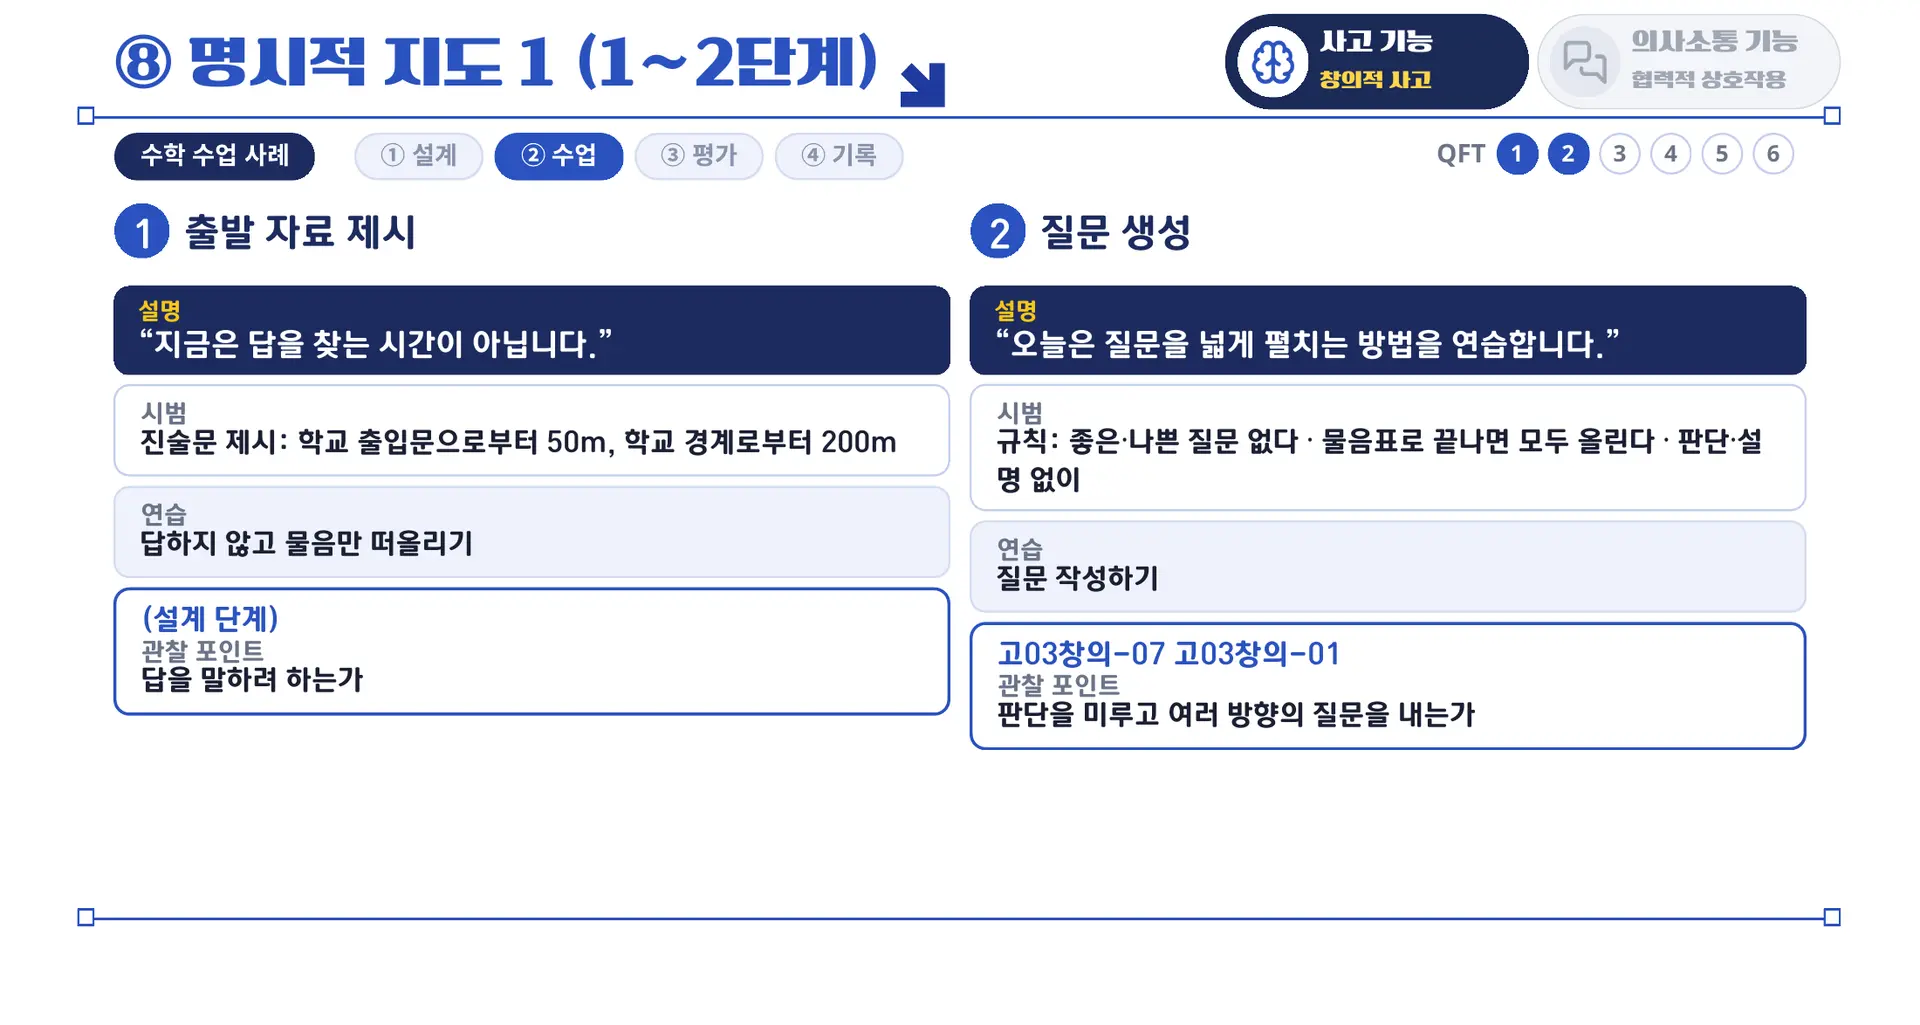 ⑧ 명시적 지도 1 (1~2단계)
사고 기능
창의적 사고
의사소통 기능
협력적 상호작용
수학 수업 사례
① 설계
② 수업
③ 평가
④ 기록
QFT 1 2 3 4 5 6
1 출발 자료 제시
설명
“지금은 답을 찾는 시간이 아닙니다.”
시범
진술문 제시: 학교 출입문으로부터 50m, 학교 경계로부터 200m
연습
답하지 않고 물음만 떠올리기
(설계 단계)
관찰 포인트
답을 말하려 하는가
2 질문 생성
설명
“오늘은 질문을 넓게 펼치는 방법을 연습합니다.”
시범
규칙: 좋은·나쁜 질문 없다 · 물음표로 끝나면 모두 올린다 · 판단·설
명 없이
연습
질문 작성하기
고03창의-07 고03창의-01
관찰 포인트
판단을 미루고 여러 방향의 질문을 내는가